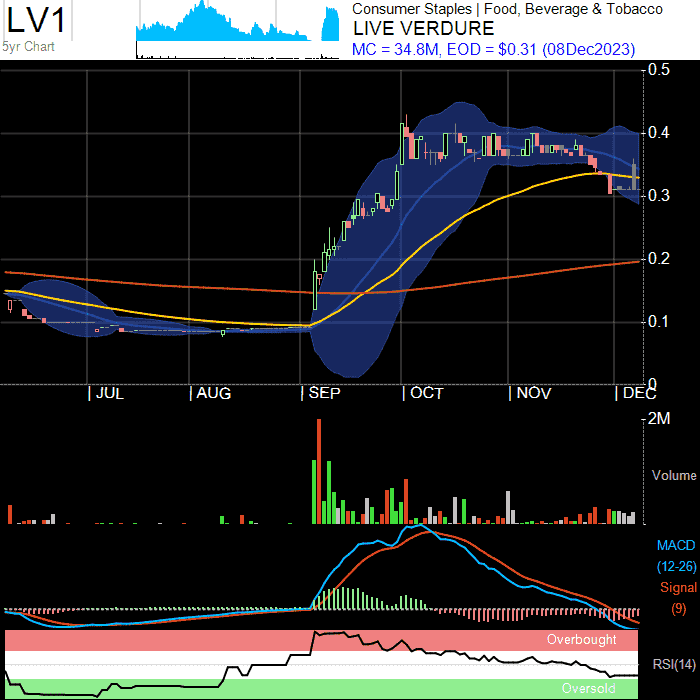 LV1
5yr Chart
Consumer Staples | Food, Beverage & Tobacco
LIVE VERDURE
MC = 34.8M, EOD = $0.31 (08Dec2023)
0.5
0.4
0.3
0.2
0.1
0
JUL AUG SEP OCT NOV DEC
2M
Volume
MACD
(12-26)
Signal
(9)
Overbought
RSI(14)
Oversold